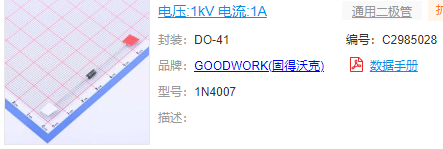 电压:1kV 电流:1A
通用二极管
封装: DO-41
编号: C2985028
品牌: GOODWORK(国得沃克)
数据手册
型号: 1N4007
描述: